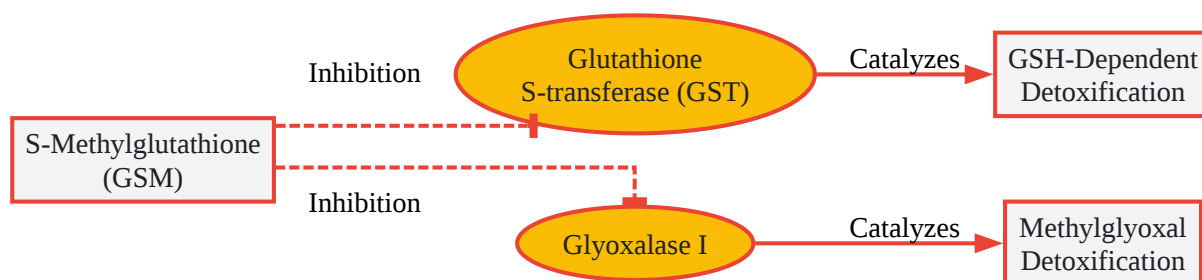 Inhibition
Glutathione
S-transferase (GST)
Catalyzes
GSH-Dependent
Detoxification
S-Methylglutathione
(GSM)
Inhibition
Glyoxalase I
Catalyzes
Methylglyoxal
Detoxification